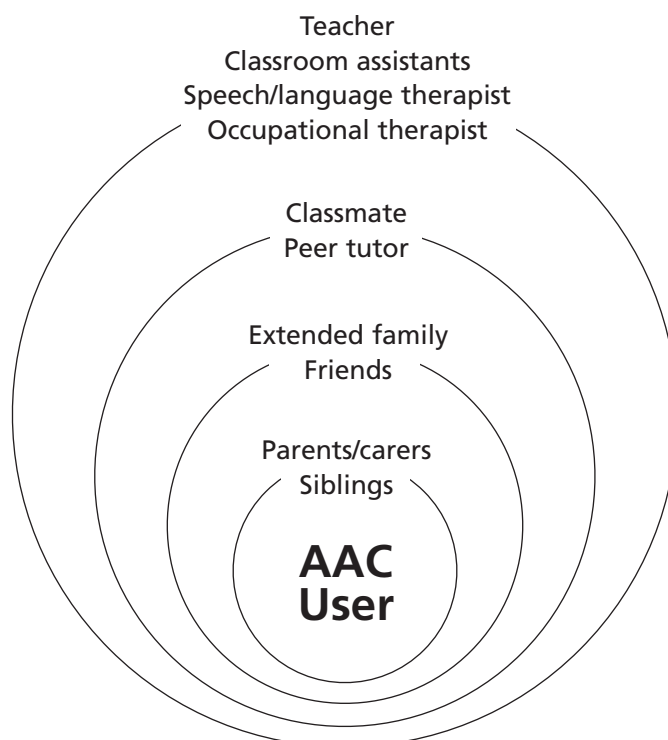 Teacher
Classroom assistants
Speech/language therapist
Occupational therapist
Classmate
Peer tutor
Extended family
Friends
Parents/carers
Siblings
AAC
User